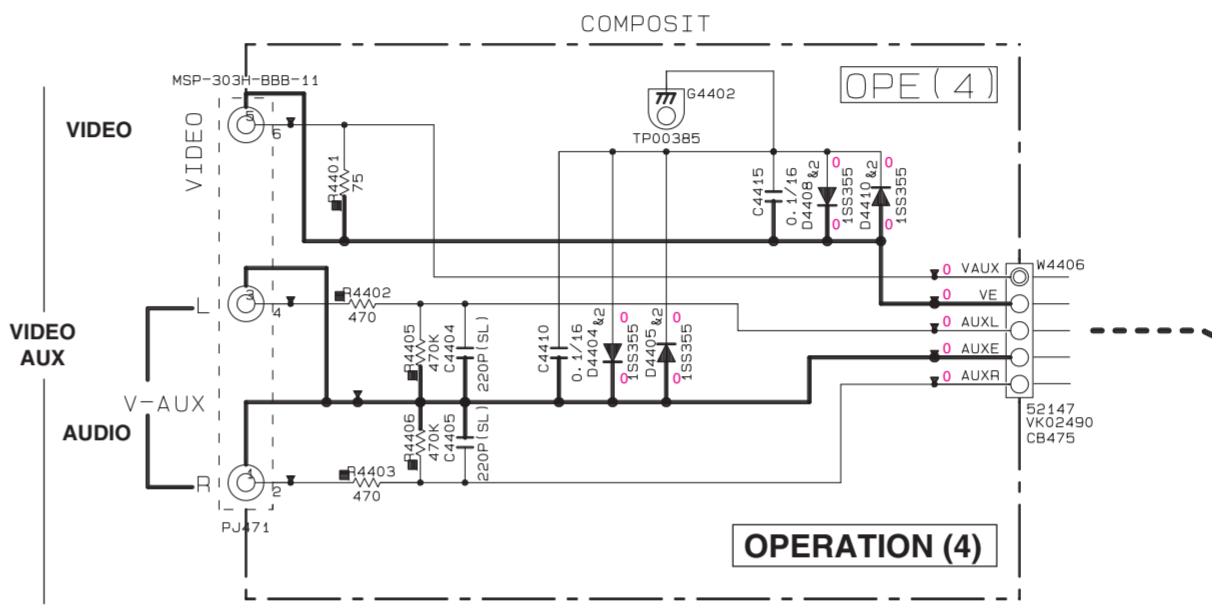 COMPOSIT
MSP-303H-BBB-11
OPE(4)
G4402
TP00385
VIDEO
VIDEO
5
6
R4401
75
C4415
0.1/16
D4408 &2
1SS355
0
0
D4410 &2
1SS355
0
0
0 VAUX
W4406
0 VE
0 AUXL
0 AUXE
0 AUXR
52147
VK02490
CB475
VIDEO
AUX
L
3
4
R4402
470
R4405
470K
C4404
220P(SL)
C4410
0.1/16
D4404 &2
1SS355
0
0
D4405 &2
1SS355
0
0
V-AUX
AUDIO
R4406
470K
C4405
220P(SL)
R
1
2
R4403
470
PJ471
OPERATION (4)